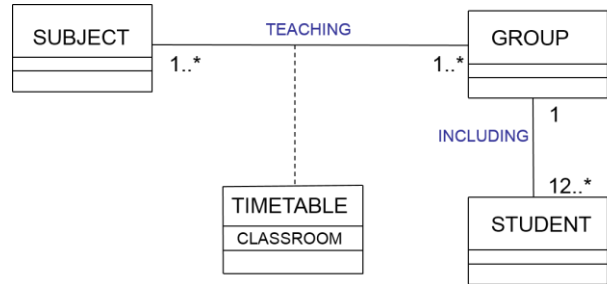 SUBJECT
TEACHING
GROUP
1..*
1..*
1
INCLUDING
12..*
TIMETABLE
CLASSROOM
STUDENT